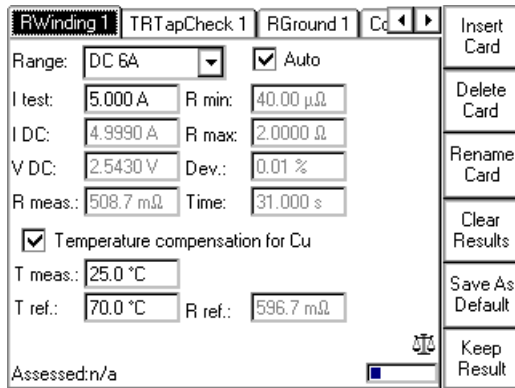 RWinding 1 TRTapCheck 1 RGround 1
Range: DC 6A Auto
I test: 5.000 A R min: 40.00 µΩ
I DC: 4.9990 A R max: 2.0000 Ω
V DC: 2.5430 V Dev.: 0.01 %
R meas.: 508.7 mΩ Time: 31.000 s
Temperature compensation for Cu
T meas.: 25.0 °C
T ref.: 70.0 °C R ref.: 596.7 mΩ
Assessed:n/a
Insert
Card
Delete
Card
Rename
Card
Clear
Results
Save As
Default
Keep
Result